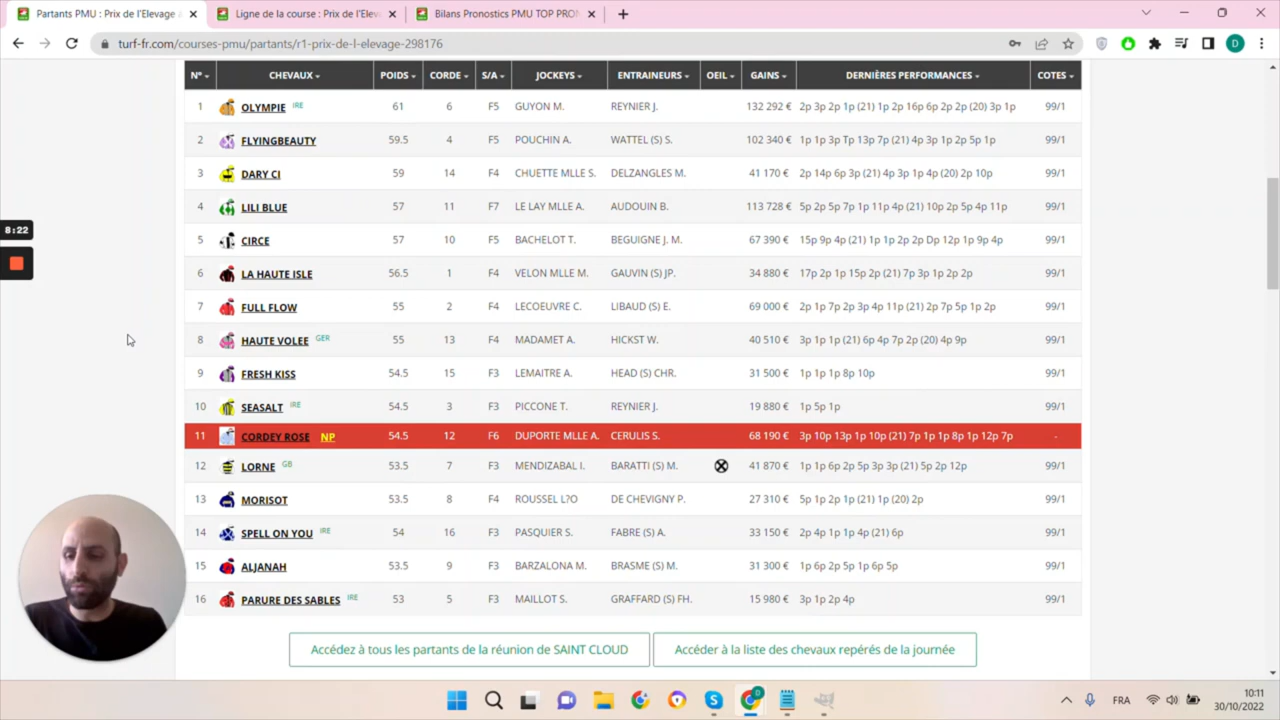 Partants PMU : Prix de l'Elevage
Ligne de la course : Prix de l'Elev
Bilans Pronostics PMU TOP PRON
turf-fr.com/courses-pmu/partants/r1-prix-de-l-elevage-298176
D
N° CHEVAUX POIDS CORDE S/A JOCKEYS ENTRAINEURS OEIL GAINS DERNIÈRES PERFORMANCES COTES
1 OLYMPIE IRE 61 6 F5 GUYON M. REYNIER J. 132 292 € 2p 3p 2p 1p (21) 1p 2p 16p 6p 2p 2p (20) 3p 1p 99/1
2 FLYINGBEAUTY 59.5 4 F5 POUCHIN A. WATTEL (S) S. 102 340 € 1p 1p 3p Tp 13p 7p (21) 4p 3p 1p 2p 5p 1p 99/1
3 DARY CI 59 14 F4 CHUETTE MLLE S. DELZANGLES M. 41 170 € 2p 14p 6p 3p (21) 4p 3p 1p 4p (20) 2p 10p 99/1
4 LILI BLUE 57 11 F7 LE LAY MLLE A. AUDOUIN B. 113 728 € 5p 2p 5p 7p 1p 11p 4p (21) 10p 2p 5p 4p 11p 99/1
5 CIRCE 57 10 F5 BACHELOT T. BEGUIGNE J. M. 67 390 € 15p 9p 4p (21) 1p 1p 2p 2p Dp 12p 1p 9p 4p 99/1
6 LA HAUTE ISLE 56.5 1 F4 VELON MLLE M. GAUVIN (S) JP. 34 880 € 17p 2p 1p 15p 2p (21) 7p 3p 1p 2p 2p 99/1
7 FULL FLOW 55 2 F4 LECOEUVRE C. LIBAUD (S) E. 69 000 € 2p 1p 7p 2p 3p 4p 11p (21) 2p 7p 5p 1p 2p 99/1
8 HAUTE VOLEE GER 55 13 F4 MADAMET A. HICKST W. 40 510 € 3p 1p 1p (21) 6p 4p 7p 2p (20) 4p 9p 99/1
9 FRESH KISS 54.5 15 F3 LEMAITRE A. HEAD (S) CHR. 31 500 € 1p 1p 1p 8p 10p 99/1
10 SEASALT IRE 54.5 3 F3 PICCONE T. REYNIER J. 19 880 € 1p 5p 1p 99/1
11 CORDEY ROSE NP 54.5 12 F6 DUPORTE MLLE A. CERULIS S. 68 190 € 3p 10p 13p 1p 10p (21) 7p 1p 1p 8p 1p 12p 7p -
12 LORNE GB 53.5 7 F3 MENDIZABAL I. BARATTI (S) M. 41 870 € 1p 1p 6p 2p 5p 3p 3p (21) 5p 2p 12p 99/1
13 MORISOT 53.5 8 F4 ROUSSEL L?O DE CHEVIGNY P. 27 310 € 5p 1p 2p 1p (21) 1p (20) 2p 99/1
14 SPELL ON YOU IRE 54 16 F3 PASQUIER S. FABRE (S) A. 33 150 € 2p 4p 1p 1p 4p (21) 6p 99/1
15 ALJANAH 53.5 9 F3 BARZALONA M. BRASME (S) M. 31 300 € 1p 6p 2p 5p 1p 6p 5p 99/1
16 PARURE DES SABLES IRE 53 5 F3 MAILLOT S. GRAFFARD (S) FH. 15 980 € 3p 1p 2p 4p 99/1
8:22
Accédez à tous les partants de la réunion de SAINT CLOUD
Accéder à la liste des chevaux repérés de la journée
FRA
10:11
30/10/2022